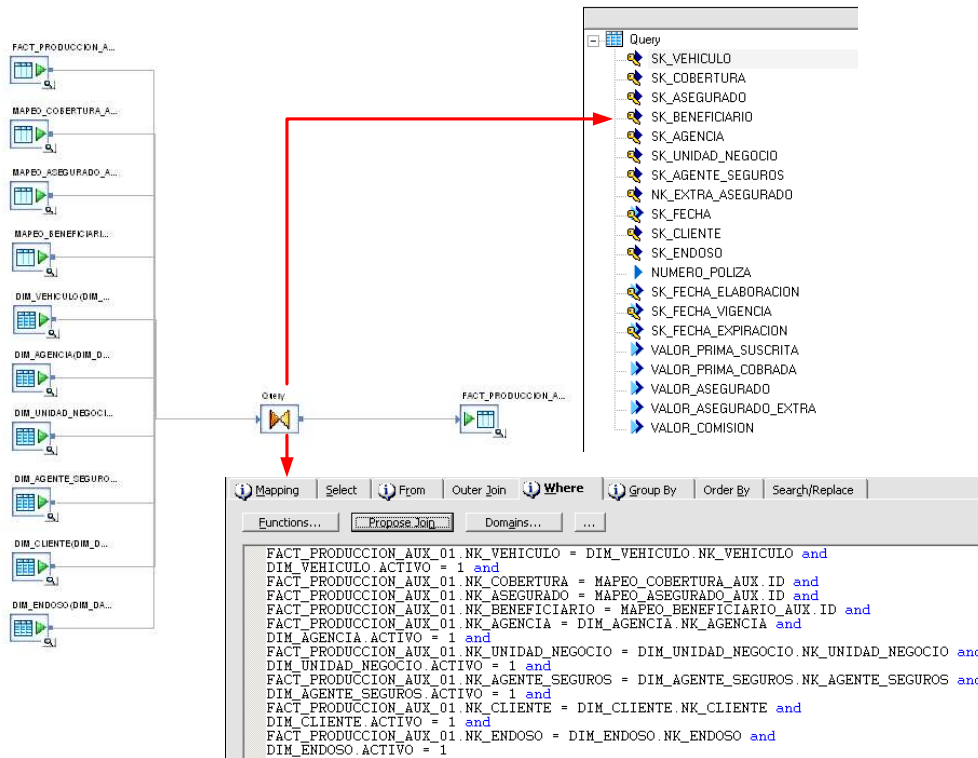 FACT_PRODUCCION_A...
MAPEO_COBERTURA_A...
MAPEO_ASEGURADO_A...
MAPEO_BENEFICIARI...
DIM_VEHICULO(DIM_...
DIM_AGENCIA(DIM_D...
DIM_UNIDAD_NEGOCI...
DIM_AGENTE_SEGURO...
DIM_CLIENTE(DIM_D...
DIM_ENDOSO(DIM_DA...
Query
FACT_PRODUCCION_A...
Query
SK_VEHICULO
SK_COBERTURA
SK_ASEGURADO
SK_BENEFICIARIO
SK_AGENCIA
SK_UNIDAD_NEGOCIO
SK_AGENTE_SEGUROS
NK_EXTRA_ASEGURADO
SK_FECHA
SK_CLIENTE
SK_ENDOSO
NUMERO_POLIZA
SK_FECHA_ELABORACION
SK_FECHA_VIGENCIA
SK_FECHA_EXPIRACION
VALOR_PRIMA_SUSCRITA
VALOR_PRIMA_COBRADA
VALOR_ASEGURADO
VALOR_ASEGURADO_EXTRA
VALOR_COMISION
Mapping Select From Outer Join Where Group By Order By Search/Replace
Functions... Propose Join Domains... ...
FACT_PRODUCCION_AUX_01.NK_VEHICULO = DIM_VEHICULO.NK_VEHICULO and
DIM_VEHICULO.ACTIVO = 1 and
FACT_PRODUCCION_AUX_01.NK_COBERTURA = MAPEO_COBERTURA_AUX.ID and
FACT_PRODUCCION_AUX_01.NK_ASEGURADO = MAPEO_ASEGURADO_AUX.ID and
FACT_PRODUCCION_AUX_01.NK_BENEFICIARIO = MAPEO_BENEFICIARIO_AUX.ID and
FACT_PRODUCCION_AUX_01.NK_AGENCIA = DIM_AGENCIA.NK_AGENCIA and
DIM_AGENCIA.ACTIVO = 1 and
FACT_PRODUCCION_AUX_01.NK_UNIDAD_NEGOCIO = DIM_UNIDAD_NEGOCIO.NK_UNIDAD_NEGOCIO and
DIM_UNIDAD_NEGOCIO.ACTIVO = 1 and
FACT_PRODUCCION_AUX_01.NK_AGENTE_SEGUROS = DIM_AGENTE_SEGUROS.NK_AGENTE_SEGUROS and
DIM_AGENTE_SEGUROS.ACTIVO = 1 and
FACT_PRODUCCION_AUX_01.NK_CLIENTE = DIM_CLIENTE.NK_CLIENTE and
DIM_CLIENTE.ACTIVO = 1 and
FACT_PRODUCCION_AUX_01.NK_ENDOSO = DIM_ENDOSO.NK_ENDOSO and
DIM_ENDOSO.ACTIVO = 1